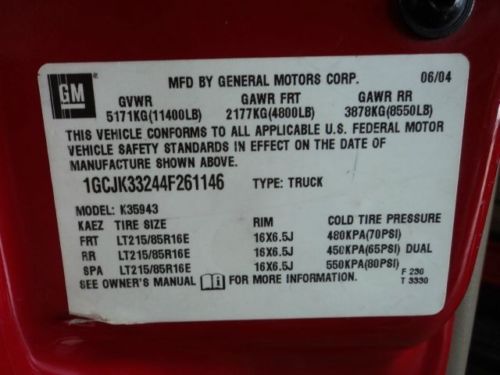 GM
MFD BY GENERAL MOTORS CORP. 06/04
GVWR GAWR FRT GAWR RR
5171KG(11400LB) 2177KG(4800LB) 3878KG(8550LB)
THIS VEHICLE CONFORMS TO ALL APPLICABLE U.S. FEDERAL MOTOR
VEHICLE SAFETY STANDARDS IN EFFECT ON THE DATE OF
MANUFACTURE SHOWN ABOVE.
1GCJK33244F261146 TYPE: TRUCK
MODEL: K35943
KAEZ TIRE SIZE RIM COLD TIRE PRESSURE
FRT LT215/85R16E 16X6.5J 480KPA(70PSI)
RR LT215/85R16E 16X6.5J 450KPA(65PSI) DUAL
SPA LT215/85R16E 16X6.5J 550KPA(80PSI)
SEE OWNER'S MANUAL FOR MORE INFORMATION. F 230
T 3330